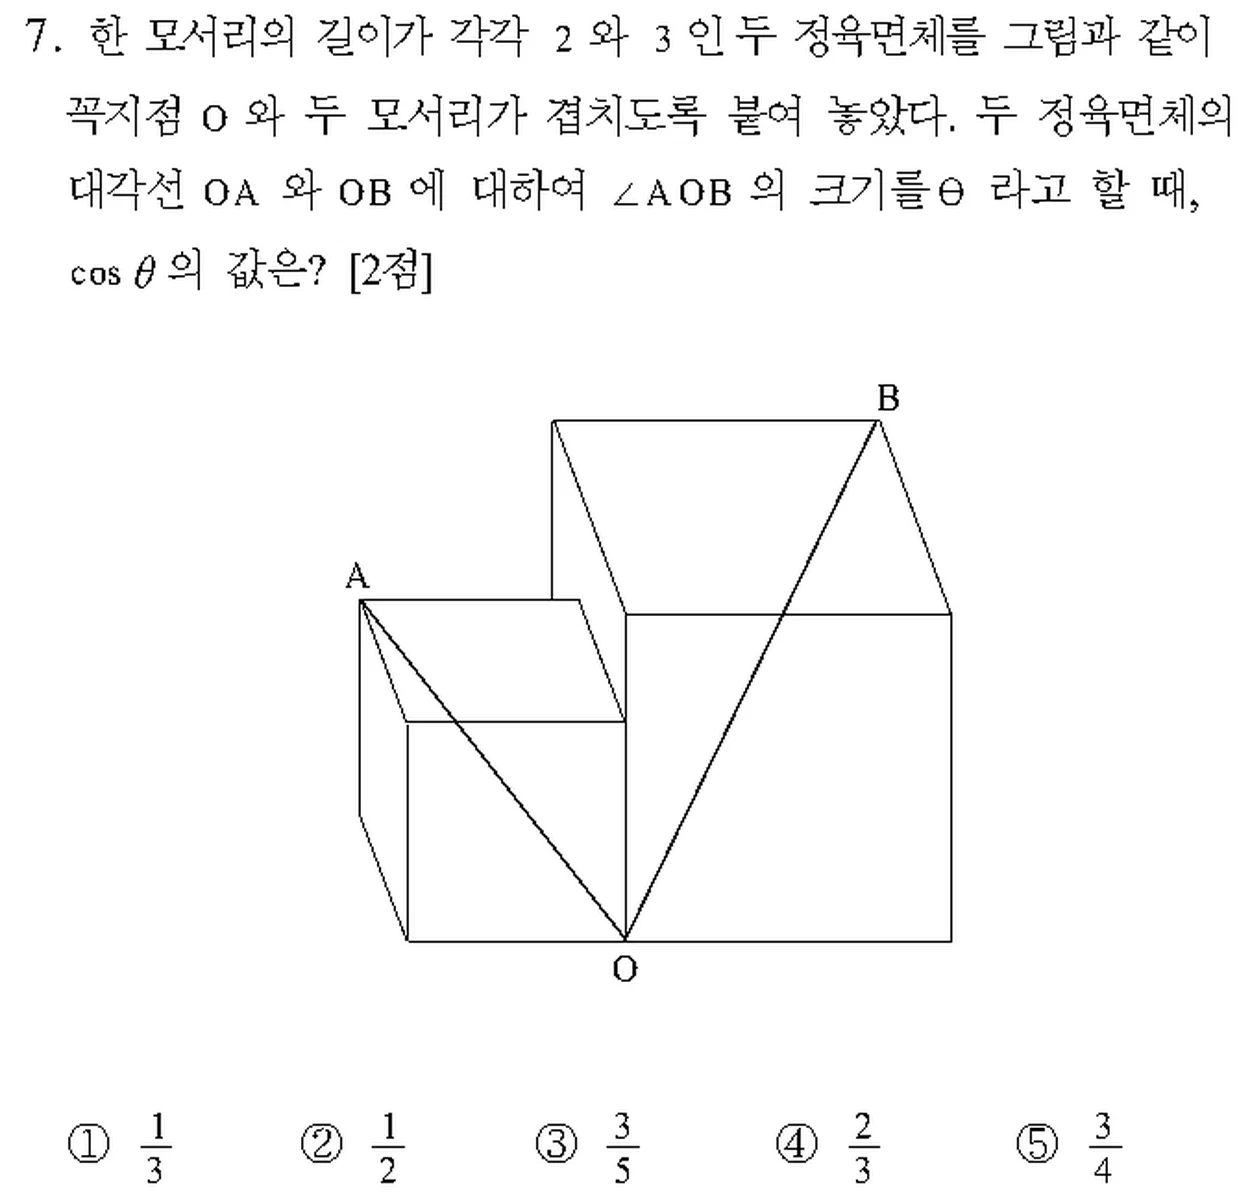 7. 한 모서리의 길이가 각각 2 와 3 인 두 정육면체를 그림과 같이
꼭지점 O 와 두 모서리가 겹치도록 붙여 놓았다. 두 정육면체의
대각선 OA 와 OB 에 대하여 ∠AOB 의 크기를 θ 라고 할 때,
cos θ 의 값은? [2점]
B
A
O
① 1/3 ② 1/2 ③ 3/5 ④ 2/3 ⑤ 3/4